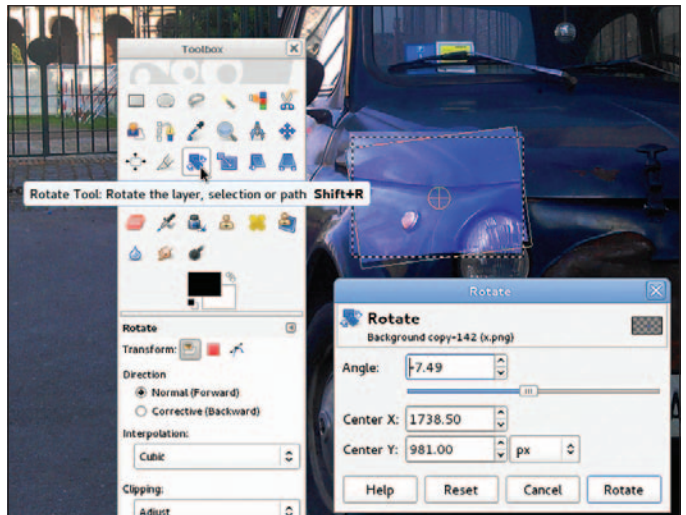 Toolbox
Rotate Tool: Rotate the layer, selection or path Shift+R
Rotate
Transform:
Direction
Normal (Forward)
Corrective (Backward)
Interpolation:
Cubic
Clipping:
Adjust
Rotate
Rotate
Background copy-142 (x.png)
Angle:
-7.49
Center X: 1738.50
Center Y: 981.00 px
Help Reset Cancel Rotate